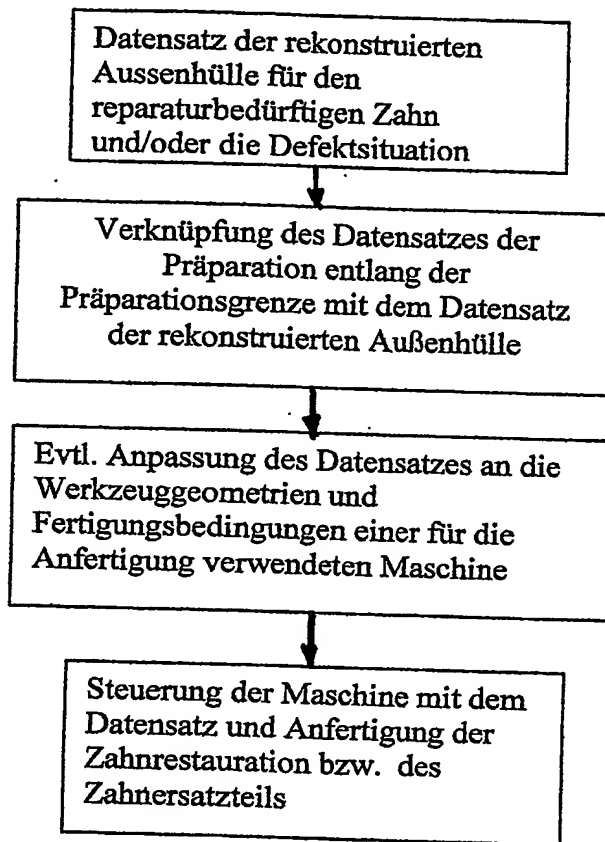 Datensatz der rekonstruierten
Aussenhülle für den
reparaturbedürftigen Zahn
und/oder die Defektsituation
Verknüpfung des Datensatzes der
Präparation entlang der
Präparationsgrenze mit dem Datensatz
der rekonstruierten Außenhülle
Evtl. Anpassung des Datensatzes an die
Werkzeuggeometrien und
Fertigungsbedingungen einer für die
Anfertigung verwendeten Maschine
Steuerung der Maschine mit dem
Datensatz und Anfertigung der
Zahnrestauration bzw. des
Zahnersatzteils